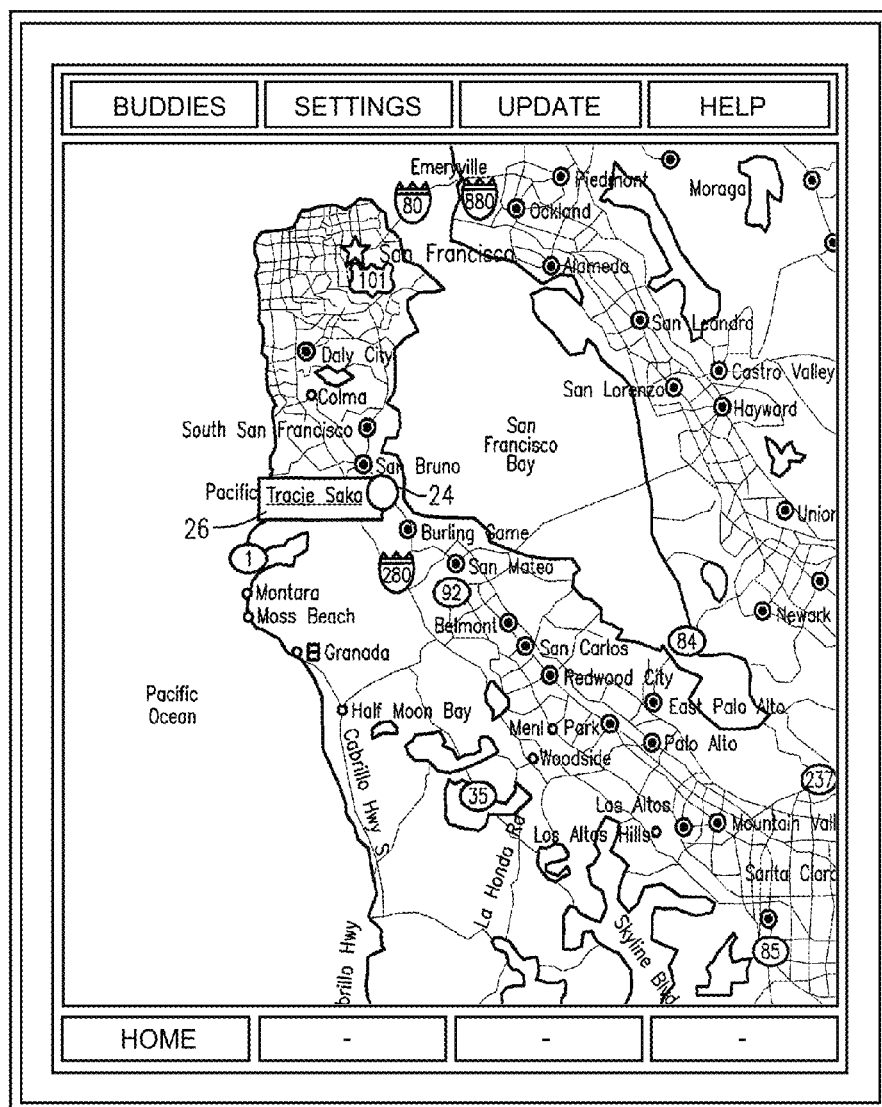 BUDDIES
SETTINGS
UPDATE
HELP
Emeryville
Piedmont
Moraga
80
880
Oakland
San Francisco
101
Alameda
San Leandro
Daly City
Castro Valley
Colma
San Lorenzo
Hayward
South San Francisco
San
Francisco
Bay
San Bruno
Pacific
Tracie Saka
24
26
Union
Burling Game
1
280
San Mateo
92
Montara
Newark
Moss Beach
Belmont
84
San Carlos
Granada
Redwood City
Pacific
Ocean
East Palo Alto
Half Moon Bay
Menl Park
Palo Alto
Cabrillo Hwy S
Woodside
237
35
Los Altos
Mountain Vall
Los Altos Hills
La Honda Rd
Santa Clara
Skyline Blvd
85
brillo Hwy
HOME
-
-
-